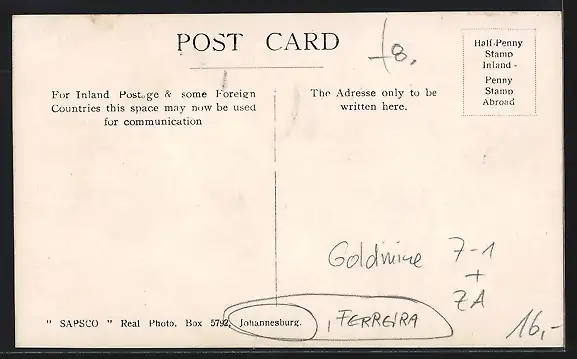 POST CARD
£8,
Half-Penny
Stamp
Inland -
Penny
Stamp
Abroad
For Inland Postage & some Foreign
Countries this space may now be used
for communication
The Adresse only to be
written here.
Goldmine 7-1
+
ZA
" SAPSCO " Real Photo. Box 5792, Johannesburg.
, FERREIRA
16,-